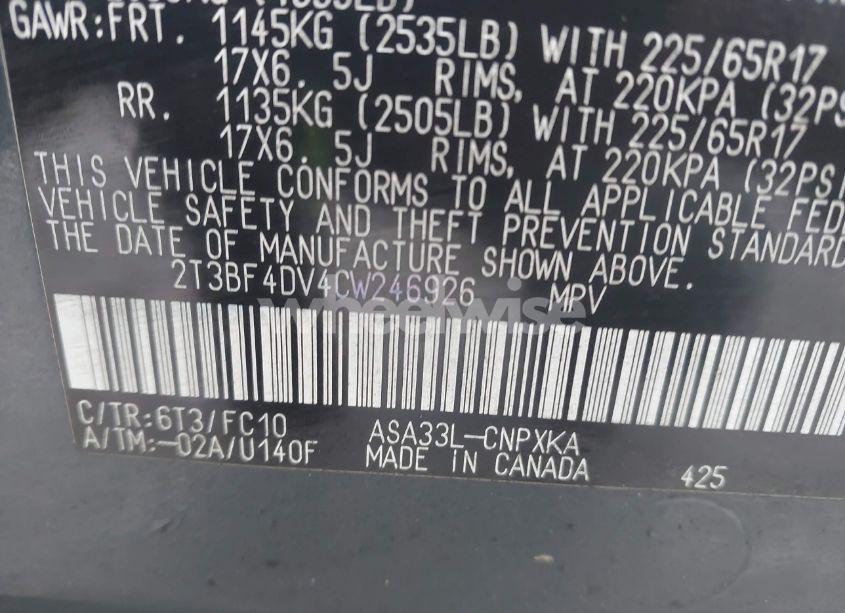 GAWR:FRT. 1145KG (2535LB) WITH 225/65R17
17X6.5J RIMS, AT 220KPA (32PS
RR. 1135KG (2505LB) WITH 225/65R17
17X6.5J RIMS, AT 220KPA (32PSI
THIS VEHICLE CONFORMS TO ALL APPLICABLE FEDE
VEHICLE SAFETY AND THEFT PREVENTION STANDARD
THE DATE OF MANUFACTURE SHOWN ABOVE.
2T3BF4DV4CW246926 MPV
wheelwise
C/TR:6T3/FC10 ASA33L-CNPXKA
A/TM:-02A/U140F MADE IN CANADA 425